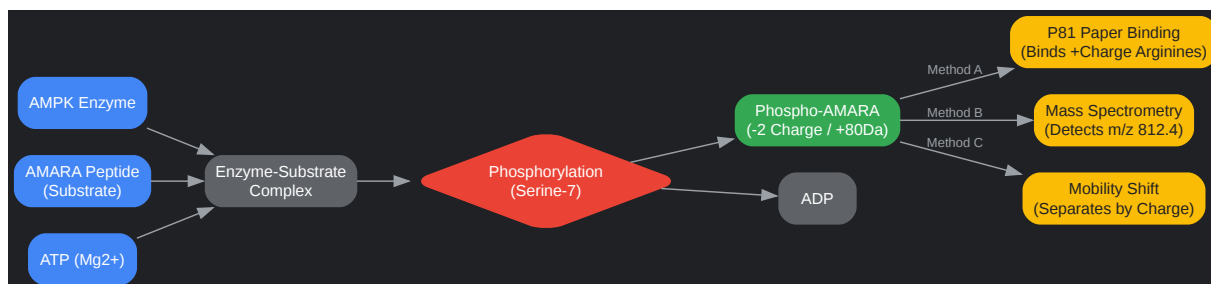 AMPK Enzyme
AMARA Peptide
(Substrate)
ATP (Mg2+)
Enzyme-Substrate
Complex
Phosphorylation
(Serine-7)
Phospho-AMARA
(-2 Charge / +80Da)
ADP
Method A
Method B
Method C
P81 Paper Binding
(Binds +Charge Arginines)
Mass Spectrometry
(Detects m/z 812.4)
Mobility Shift
(Separates by Charge)